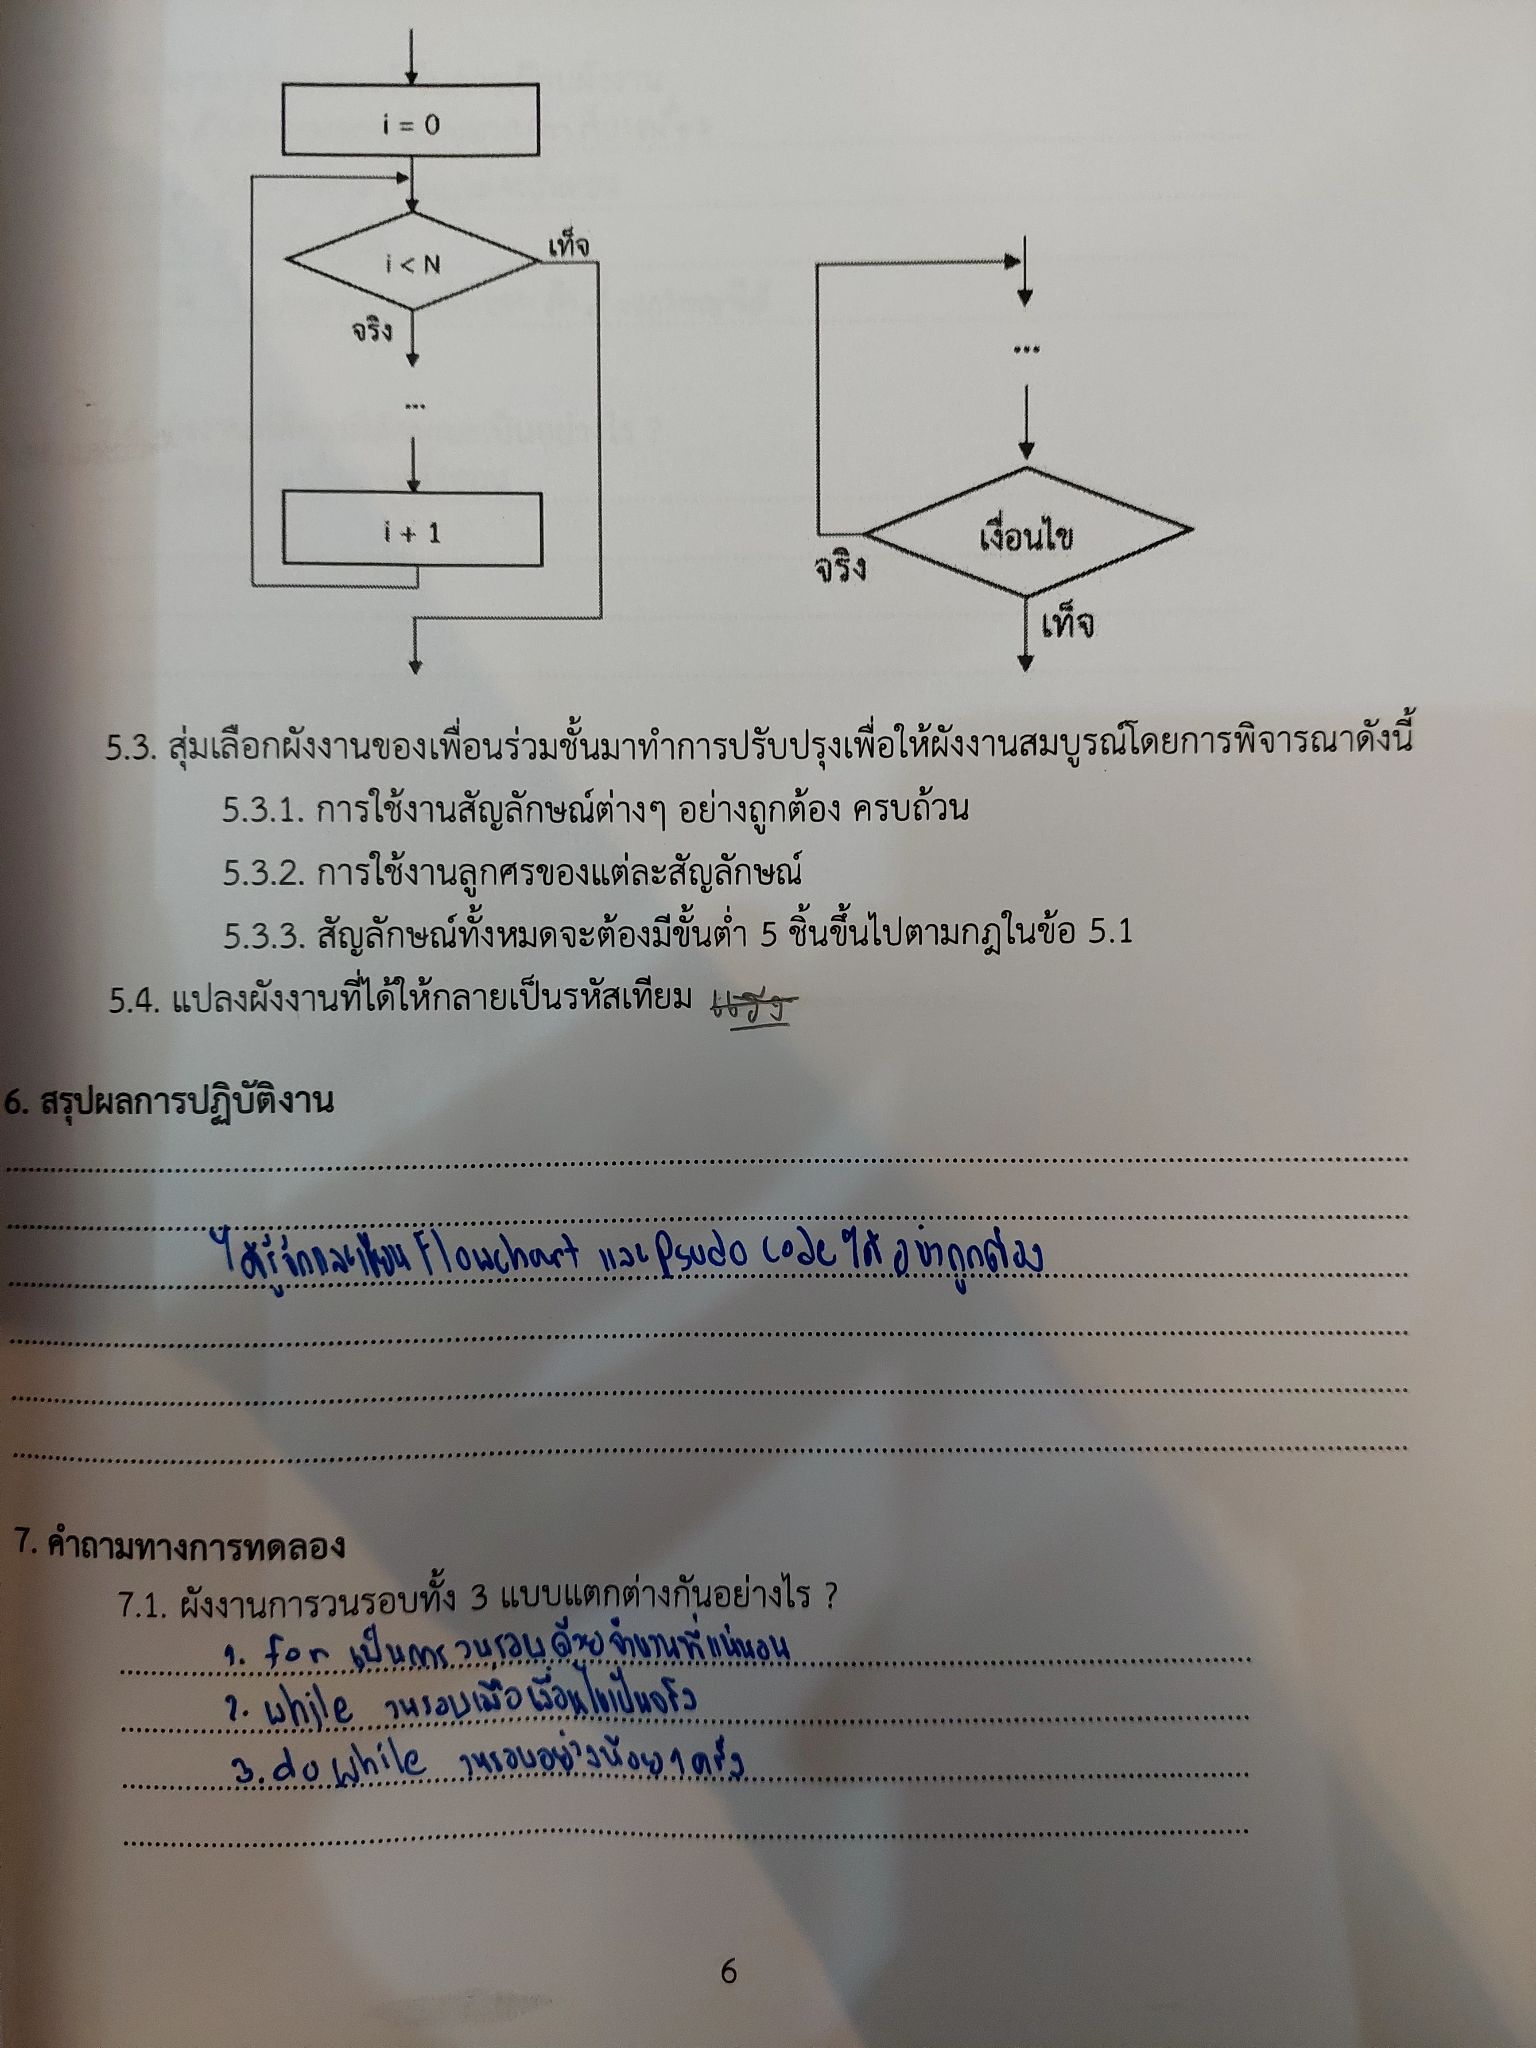 i = 0
i < N
เท็จ
จริง
...
i + 1
...
เงื่อนไข
จริง
เท็จ
5.3. สุ่มเลือกผังงานของเพื่อนร่วมชั้นมาทำการปรับปรุงเพื่อให้ผังงานสมบูรณ์โดยการพิจารณาดังนี้
5.3.1. การใช้งานสัญลักษณ์ต่างๆ อย่างถูกต้อง ครบถ้วน
5.3.2. การใช้งานลูกศรของแต่ละสัญลักษณ์
5.3.3. สัญลักษณ์ทั้งหมดจะต้องมีขั้นต่ำ 5 ชิ้นขึ้นไปตามกฎในข้อ 5.1
5.4. แปลงผังงานที่ได้ให้กลายเป็นรหัสเทียม
6. สรุปผลการปฏิบัติงาน
ได้รู้จักและเขียน Flowchart และ Psudo code ได้อย่าถูกต้อง
7. คำถามทางการทดลอง
7.1. ผังงานการวนรอบทั้ง 3 แบบแตกต่างกันอย่างไร ?
1. for เป็นการวนรอบด้วยจำนวนที่แน่นอน
2. while วนรอบเมื่อเงื่อนไขเป็นจริง
3. do while วนรอบอย่างน้อย 1 ครั้ง
6